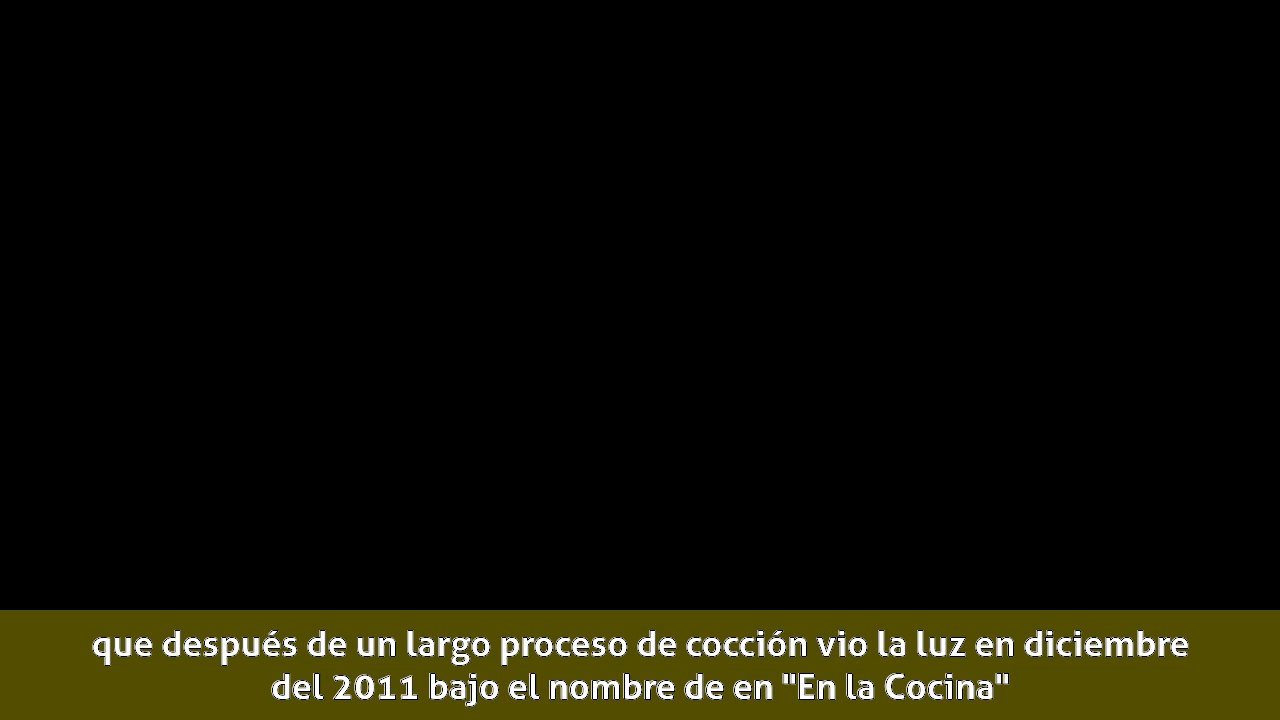 que después de un largo proceso de cocción vio la luz en diciembre
del 2011 bajo el nombre de en "En la Cocina"